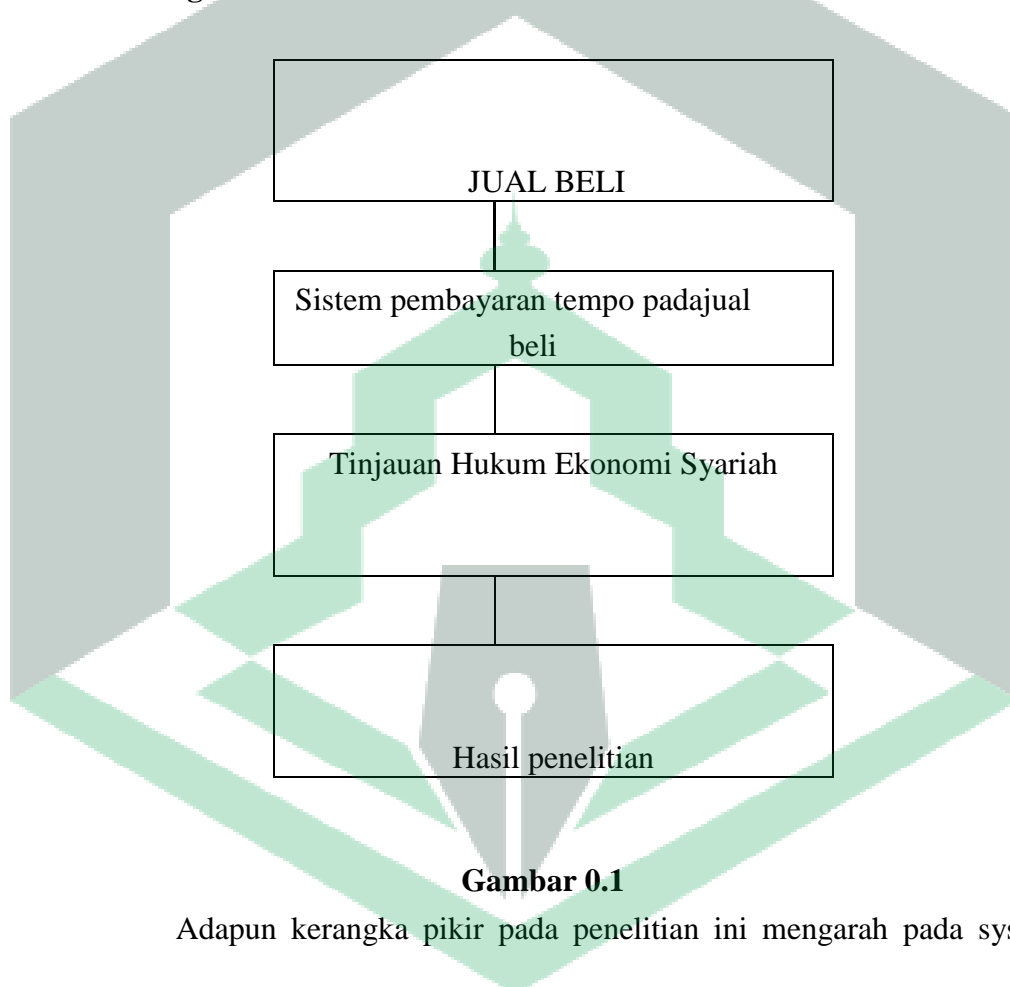 JUAL BELI
Sistem pembayaran tempo padajual
beli
Tinjauan Hukum Ekonomi Syariah
Hasil penelitian
Gambar 0.1
Adapun kerangka pikir pada penelitian ini mengarah pada